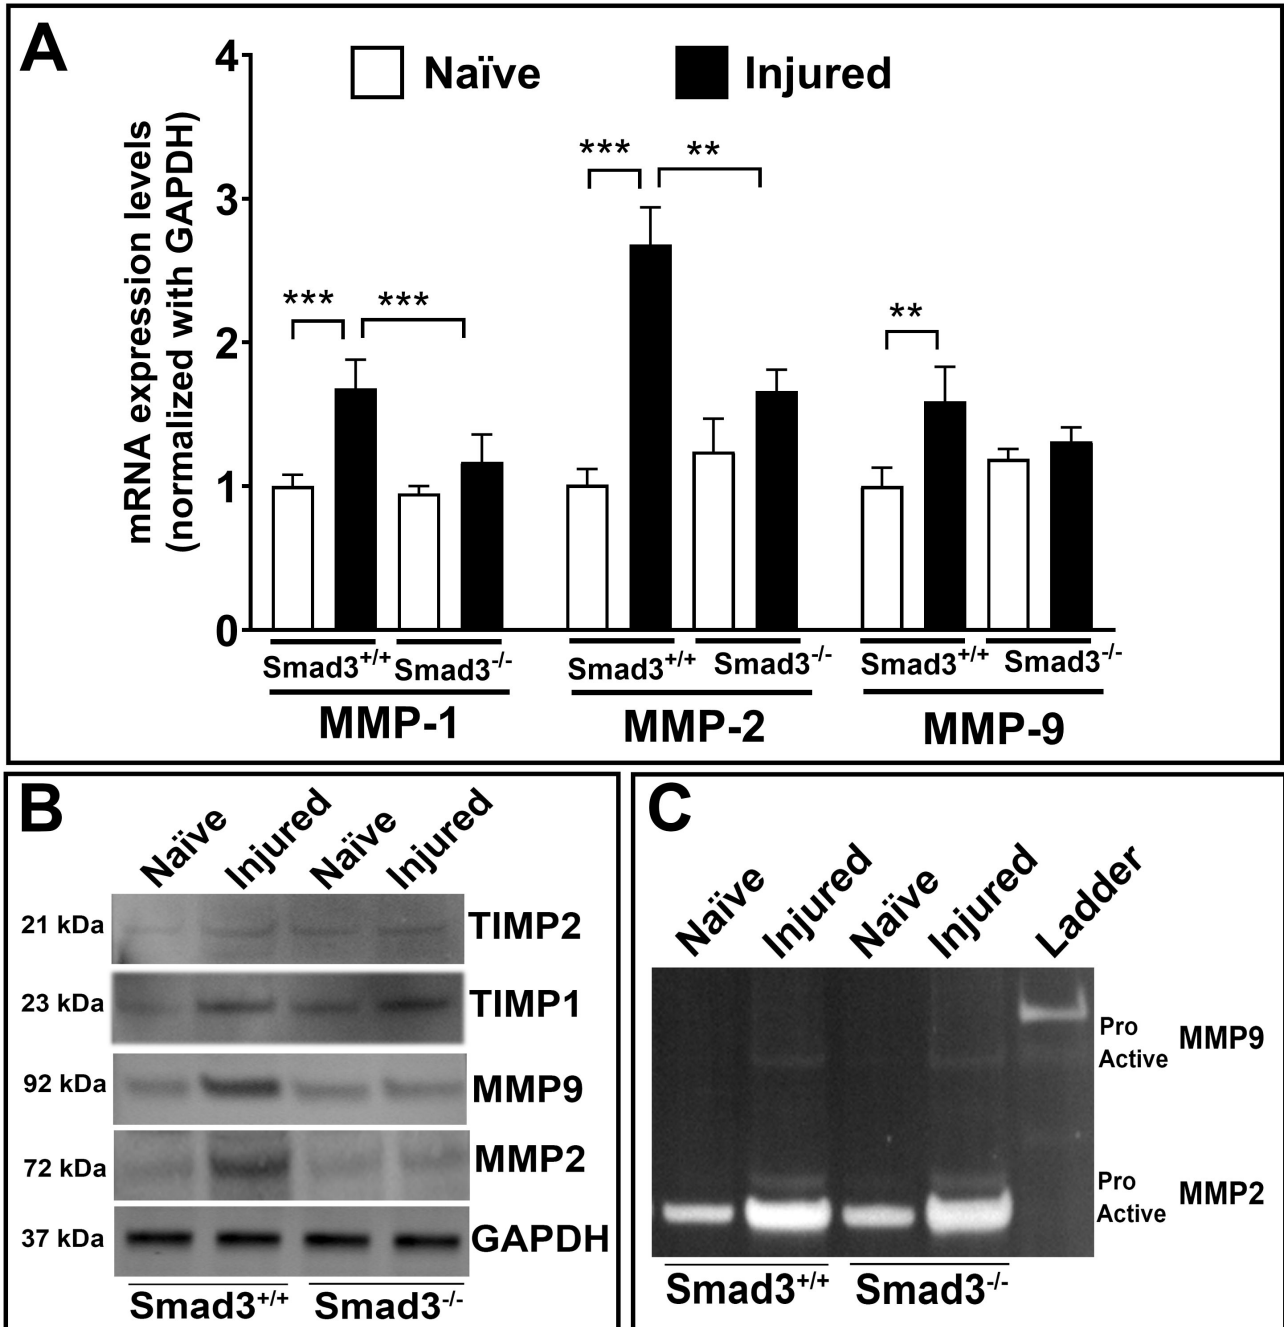 A
4
Naïve
Injured
3
2
1
0
mRNA expression levels
(normalized with GAPDH)
*** ***
*** **
**
Smad3+/+ Smad3-/- Smad3+/+ Smad3-/- Smad3+/+ Smad3-/-
MMP-1 MMP-2 MMP-9
B
Naïve Injured Naïve Injured
21 kDa TIMP2
23 kDa TIMP1
92 kDa MMP9
72 kDa MMP2
37 kDa GAPDH
Smad3+/+ Smad3-/-
C
Naïve Injured Naïve Injured Ladder
Pro
Active
MMP9
Pro
Active
MMP2
Smad3+/+ Smad3-/-